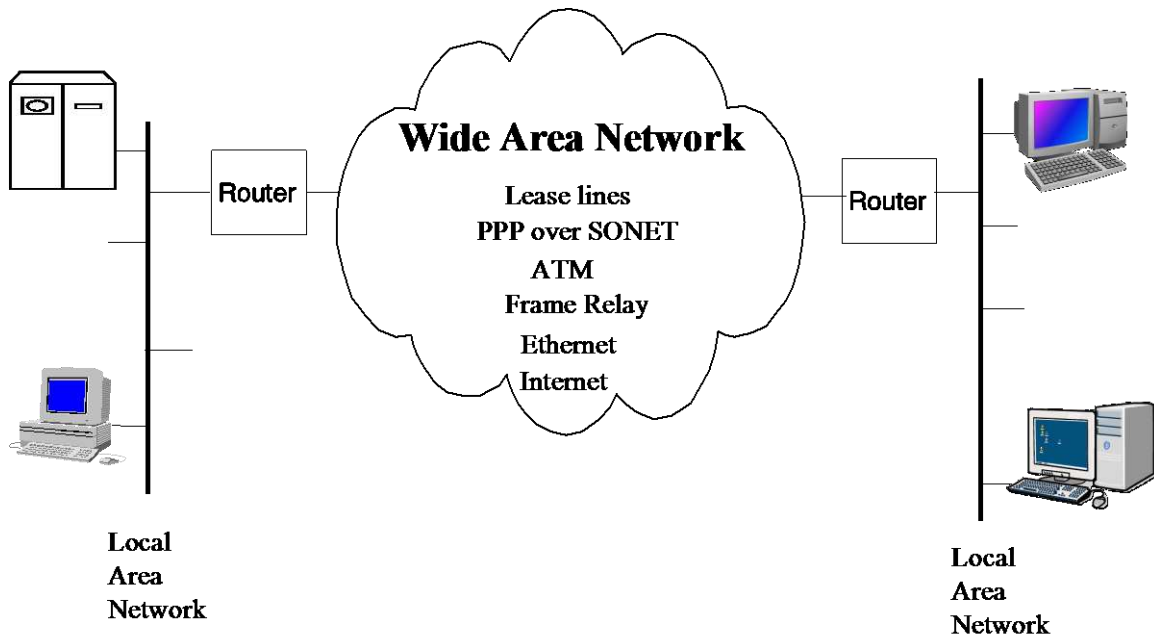 Wide Area Network
Lease lines
PPP over SONET
ATM
Frame Relay
Ethernet
Internet
Router
Router
Local
Area
Network
Local
Area
Network